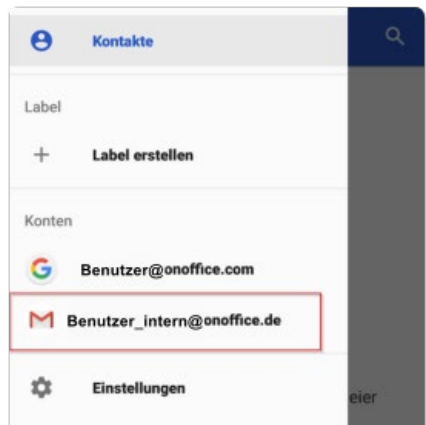 Kontakte
Label
Label erstellen
Konten
Benutzer@onoffice.com
Benutzer_intern@onoffice.de
Einstellungen
eier